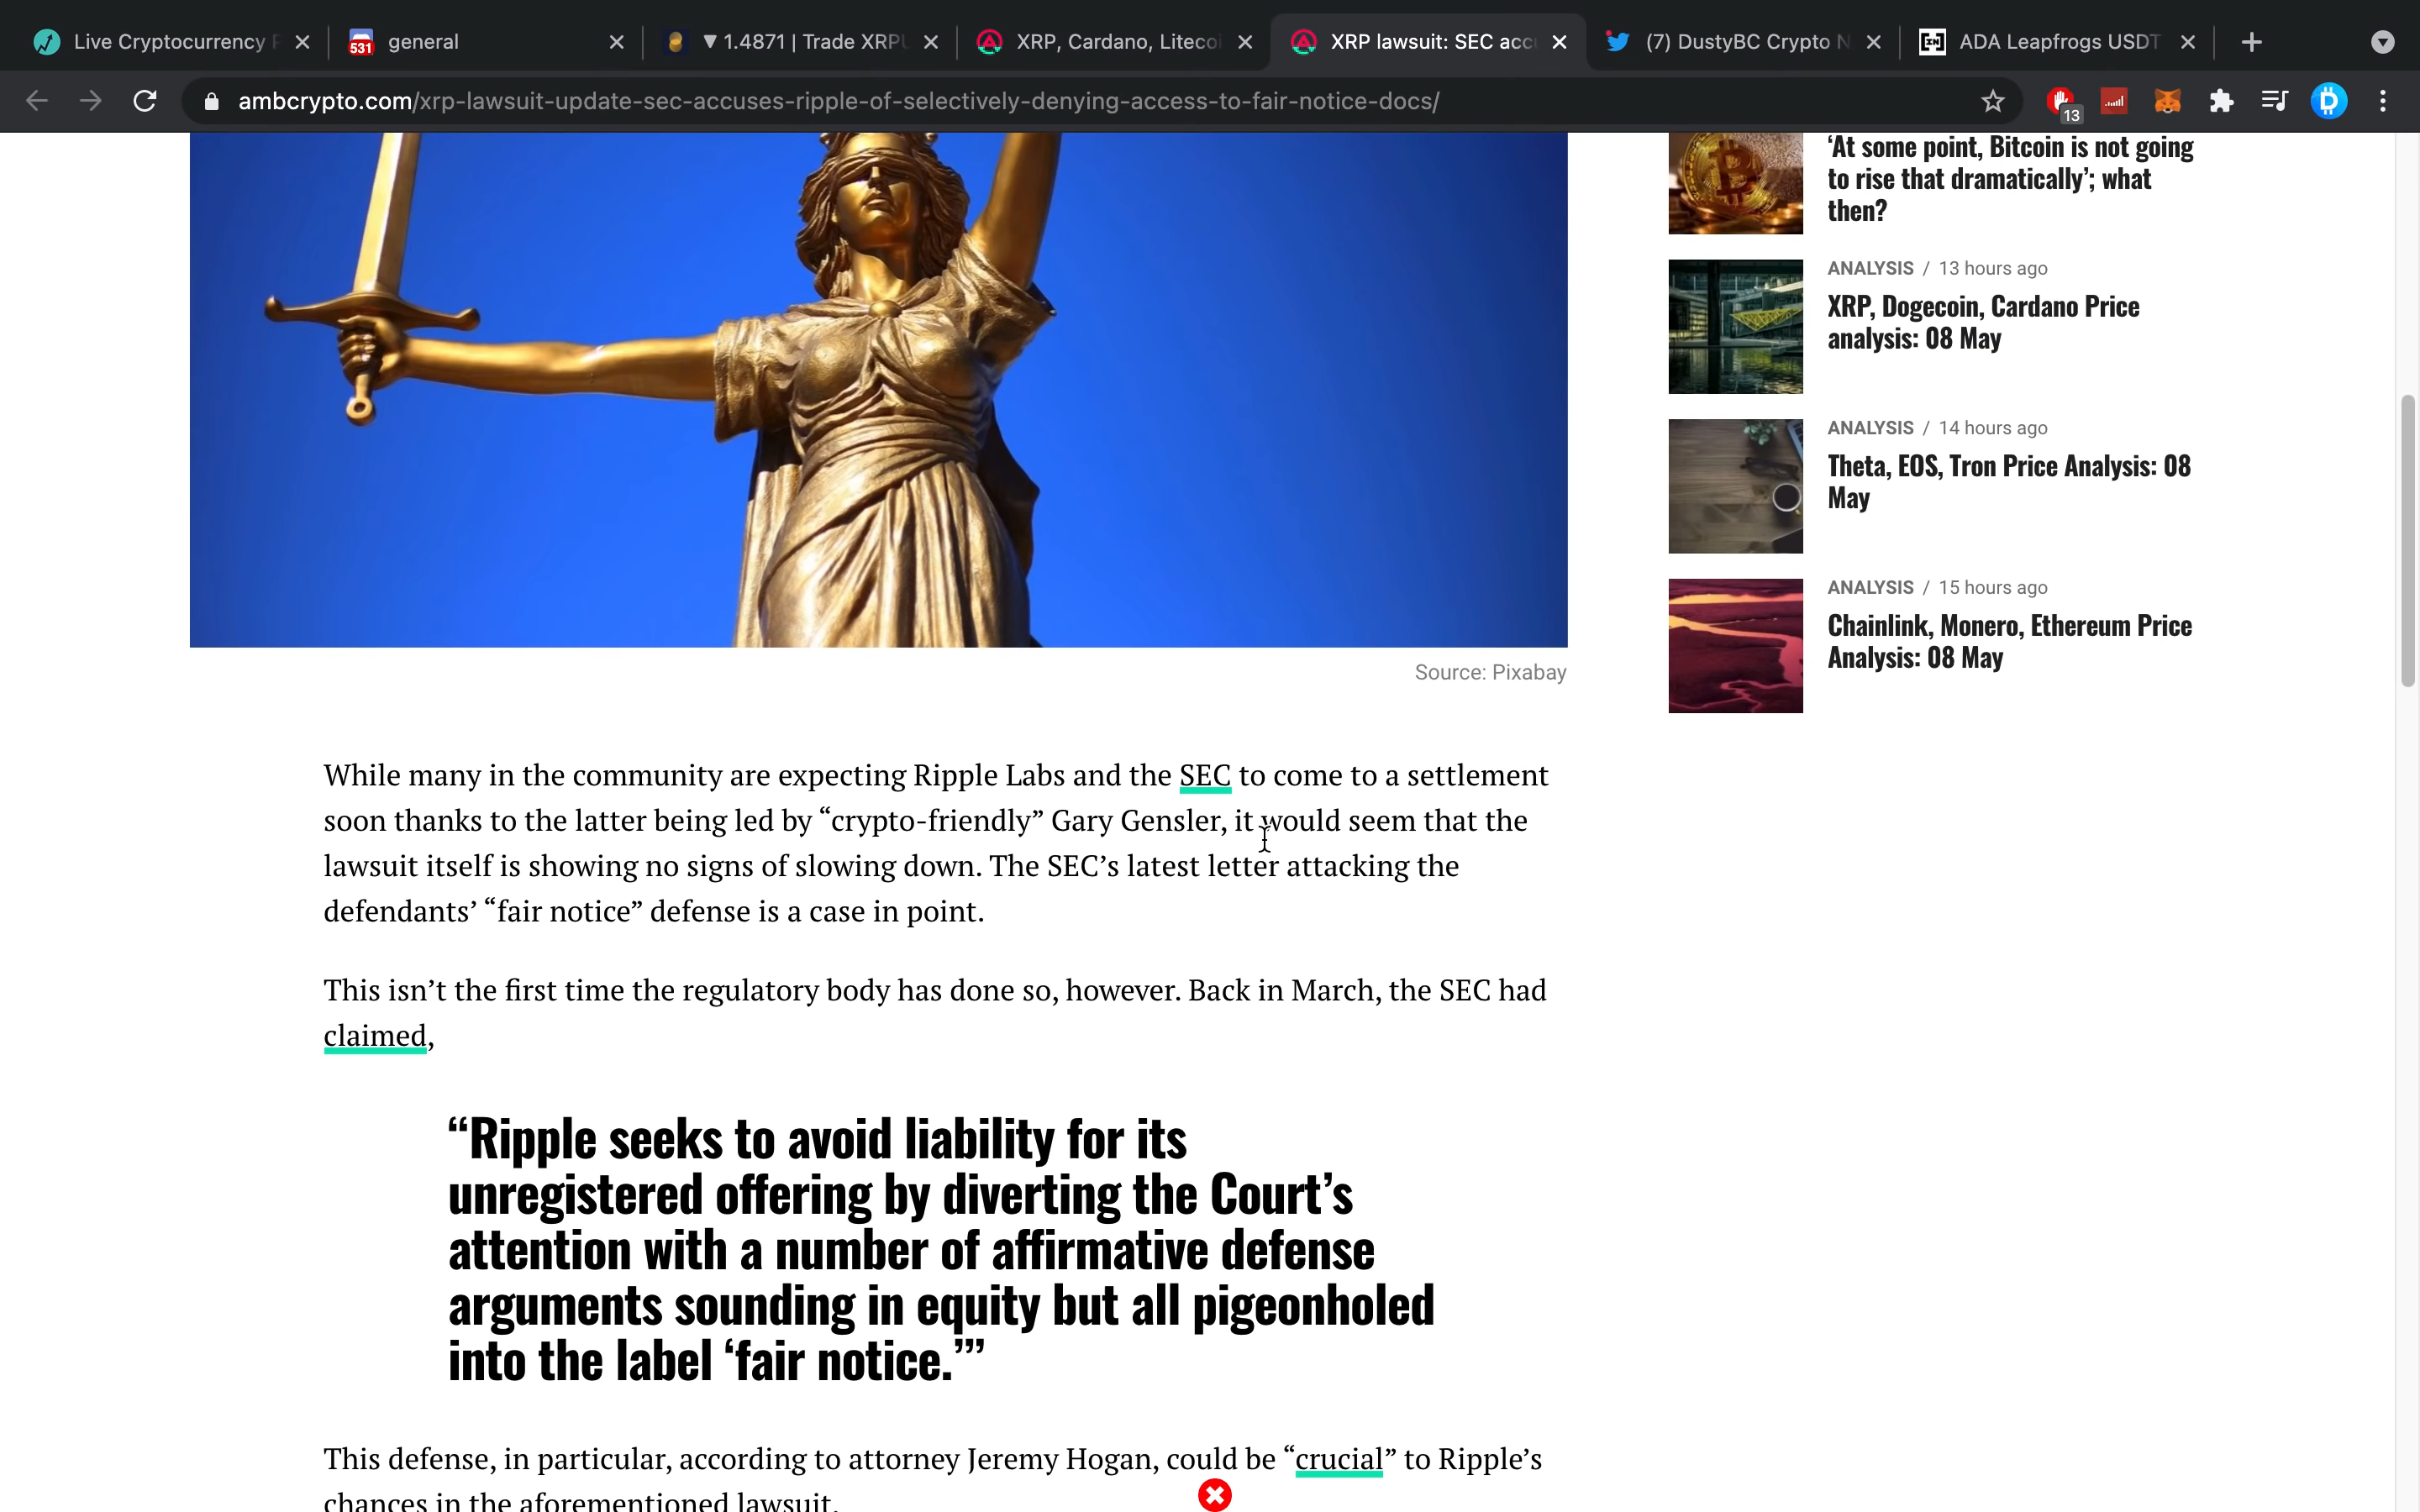 Live Cryptocurrency
general
531
▼ 1.4871 | Trade XRP
XRP, Cardano, Liteco
XRP lawsuit: SEC acc
(7) DustyBC Crypto N
ADA Leapfrogs USDT
ambcrypto.com/xrp-lawsuit-update-sec-accuses-ripple-of-selectively-denying-access-to-fair-notice-docs/
13
‘At some point, Bitcoin is not going
to rise that dramatically’; what
then?
ANALYSIS / 13 hours ago
XRP, Dogecoin, Cardano Price
analysis: 08 May
ANALYSIS / 14 hours ago
Theta, EOS, Tron Price Analysis: 08
May
ANALYSIS / 15 hours ago
Chainlink, Monero, Ethereum Price
Analysis: 08 May
Source: Pixabay
While many in the community are expecting Ripple Labs and the SEC to come to a settlement
soon thanks to the latter being led by “crypto-friendly” Gary Gensler, it would seem that the
lawsuit itself is showing no signs of slowing down. The SEC’s latest letter attacking the
defendants’ “fair notice” defense is a case in point.
This isn’t the first time the regulatory body has done so, however. Back in March, the SEC had
claimed,
“Ripple seeks to avoid liability for its
unregistered offering by diverting the Court’s
attention with a number of affirmative defense
arguments sounding in equity but all pigeonholed
into the label ‘fair notice.’”
This defense, in particular, according to attorney Jeremy Hogan, could be “crucial” to Ripple’s
chances in the aforementioned lawsuit.